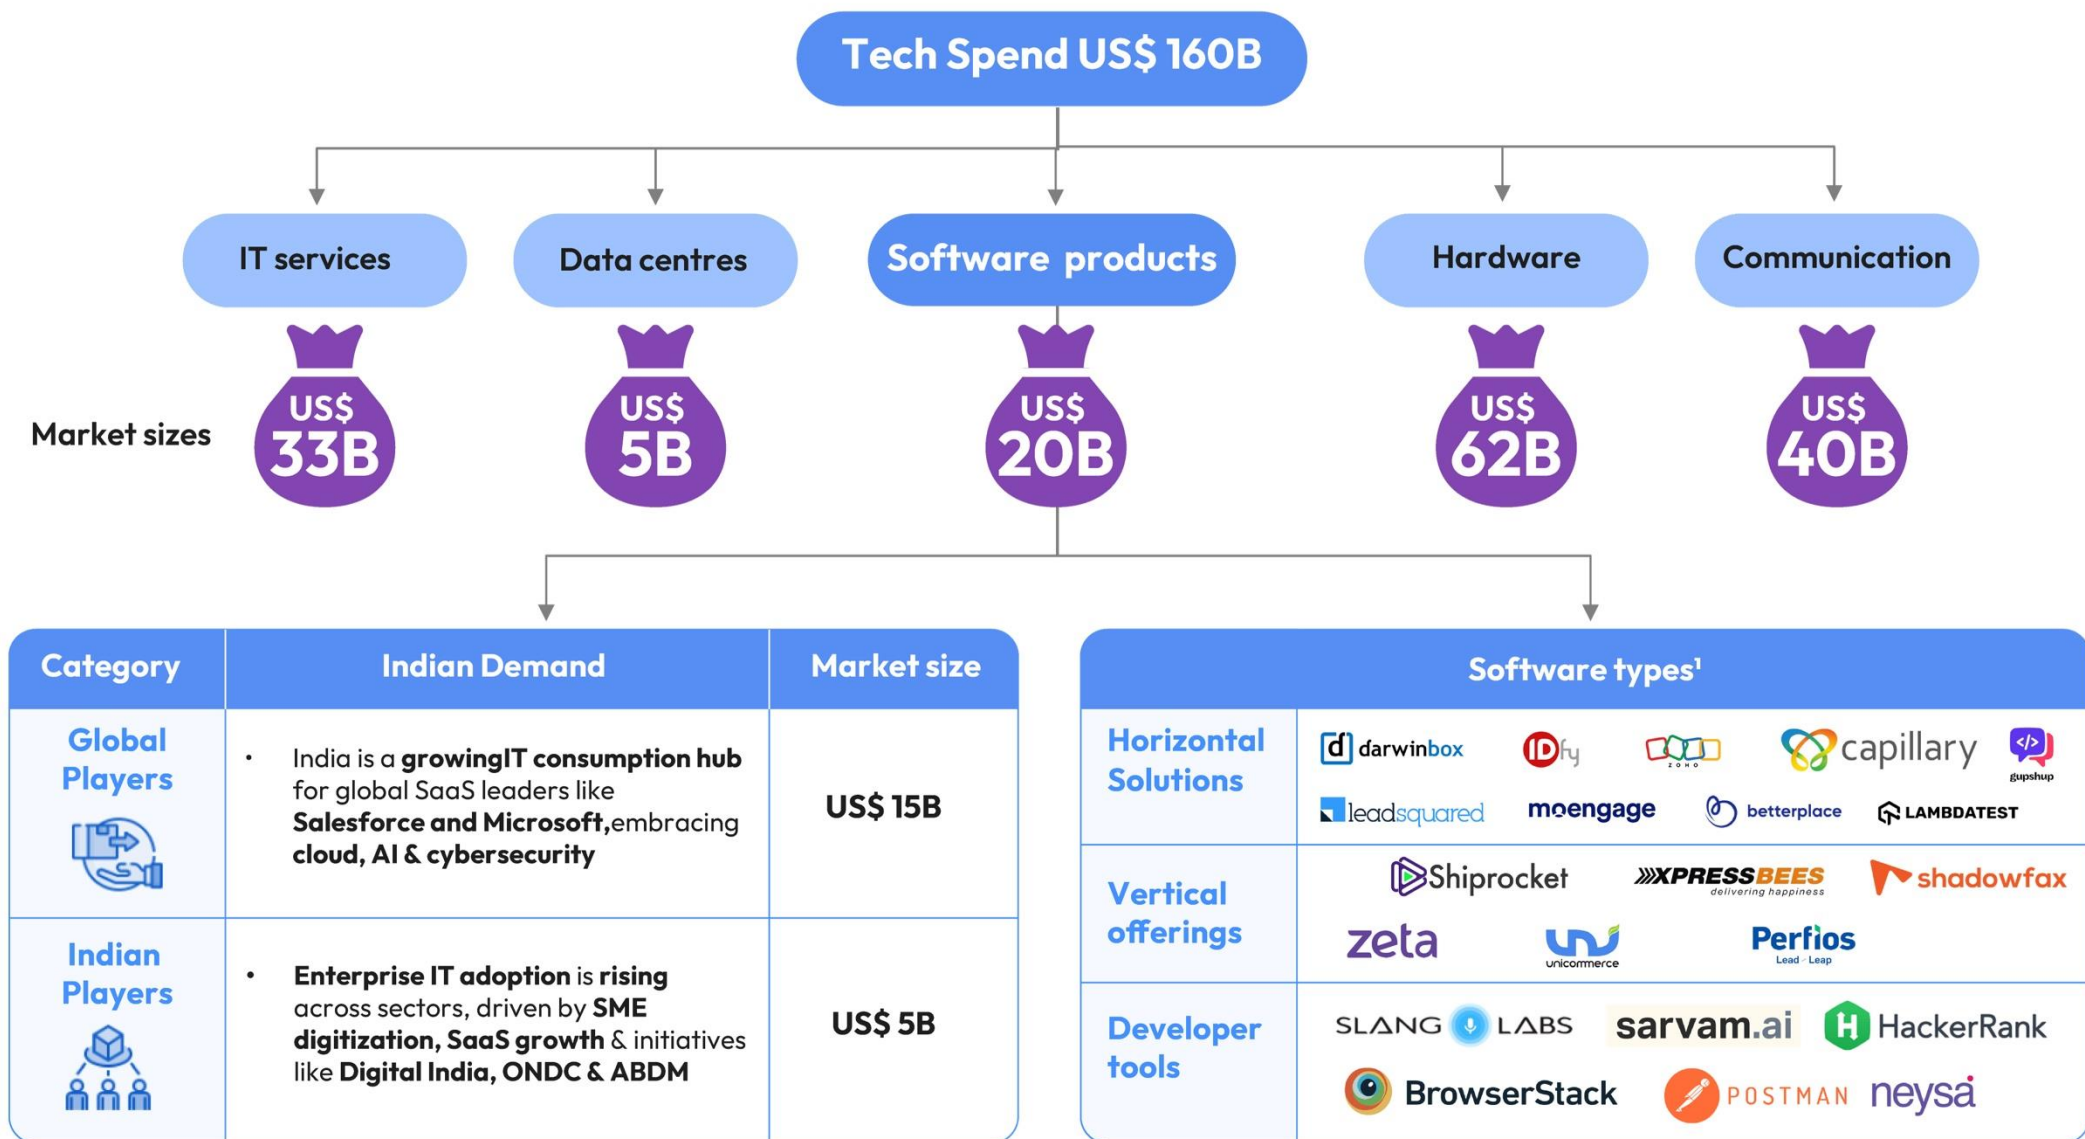 Tech Spend US$ 160B
IT services
Data centres
Software products
Hardware
Communication
Market sizes
US$
33B
US$
5B
US$
20B
US$
62B
US$
40B
Category
Indian Demand
Market size
Global
Players
• India is a growingIT consumption hub
for global SaaS leaders like
Salesforce and Microsoft,embracing
cloud, AI & cybersecurity
US$ 15B
Indian
Players
• Enterprise IT adoption is rising
across sectors, driven by SME
digitization, SaaS growth & initiatives
like Digital India, ONDC & ABDM
US$ 5B
Software types¹
Horizontal
Solutions
d darwinbox
IDfy
ZOHO
capillary
</>
gupshup
leadsquared
moengage
betterplace
LAMBDATEST
Vertical
offerings
Shiprocket
XPRESSBEES
delivering happiness
shadowfax
zeta
uni
unicommerce
Perfios
Lead Leap
Developer
tools
SLANG LABS
sarvam.ai
H HackerRank
BrowserStack
POSTMAN
neysa